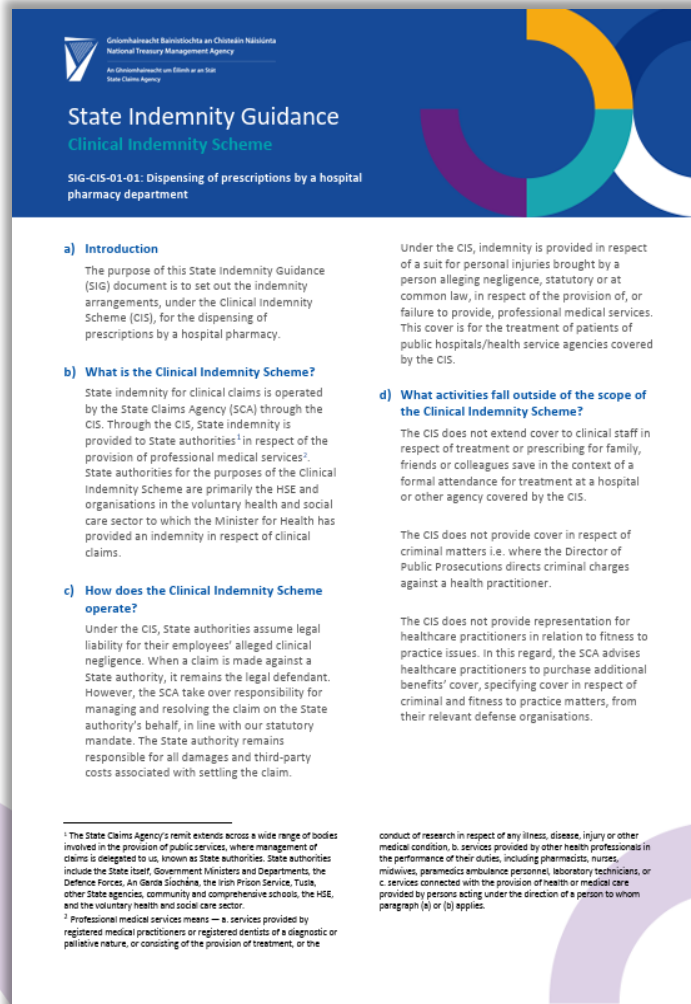 Gníomhaireacht Bainistíochta an Chisteáin Náisiúnta
National Treasury Management Agency
An Ghníomhaireacht um Éilimh ar an Stát
State Claims Agency
State Indemnity Guidance
Clinical Indemnity Scheme
SIG-CIS-01-01: Dispensing of prescriptions by a hospital
pharmacy department
a) Introduction
The purpose of this State Indemnity Guidance
(SIG) document is to set out the indemnity
arrangements, under the Clinical Indemnity
Scheme (CIS), for the dispensing of
prescriptions by a hospital pharmacy.
b) What is the Clinical Indemnity Scheme?
State indemnity for clinical claims is operated
by the State Claims Agency (SCA) through the
CIS. Through the CIS, State indemnity is
provided to State authorities¹ in respect of the
provision of professional medical services².
State authorities for the purposes of the Clinical
Indemnity Scheme are primarily the HSE and
organisations in the voluntary health and social
care sector to which the Minister for Health has
provided an indemnity in respect of clinical
claims.
c) How does the Clinical Indemnity Scheme
operate?
Under the CIS, State authorities assume legal
liability for their employees' alleged clinical
negligence. When a claim is made against a
State authority, it remains the legal defendant.
However, the SCA take over responsibility for
managing and resolving the claim on the State
authority's behalf, in line with our statutory
mandate. The State authority remains
responsible for all damages and third-party
costs associated with settling the claim.
Under the CIS, indemnity is provided in respect
of a suit for personal injuries brought by a
person alleging negligence, statutory or at
common law, in respect of the provision of, or
failure to provide, professional medical services.
This cover is for the treatment of patients of
public hospitals/health service agencies covered
by the CIS.
d) What activities fall outside of the scope of
the Clinical Indemnity Scheme?
The CIS does not extend cover to clinical staff in
respect of treatment or prescribing for family,
friends or colleagues save in the context of a
formal attendance for treatment at a hospital
or other agency covered by the CIS.
The CIS does not provide cover in respect of
criminal matters i.e. where the Director of
Public Prosecutions directs criminal charges
against a health practitioner.
The CIS does not provide representation for
healthcare practitioners in relation to fitness to
practice issues. In this regard, the SCA advises
healthcare practitioners to purchase additional
benefits' cover, specifying cover in respect of
criminal and fitness to practice matters, from
their relevant defense organisations.
¹ The State Claims Agency's remit extends across a wide range of bodies
involved in the provision of public services, where management of
claims is delegated to us, known as State authorities. State authorities
include the State itself, Government Ministers and Departments, the
Defence Forces, An Garda Síochána, the Irish Prison Service, Tusla,
other State agencies, community and comprehensive schools, the HSE,
and the voluntary health and social care sector.
² Professional medical services means — a. services provided by
registered medical practitioners or registered dentists of a diagnostic or
palliative nature, or consisting of the provision of treatment, or the
conduct of research in respect of any illness, disease, injury or other
medical condition, b. services provided by other health professionals in
the performance of their duties, including pharmacists, nurses,
midwives, paramedics ambulance personnel, laboratory technicians, or
c. services connected with the provision of health or medical care
provided by persons acting under the direction of a person to whom
paragraph (a) or (b) applies.